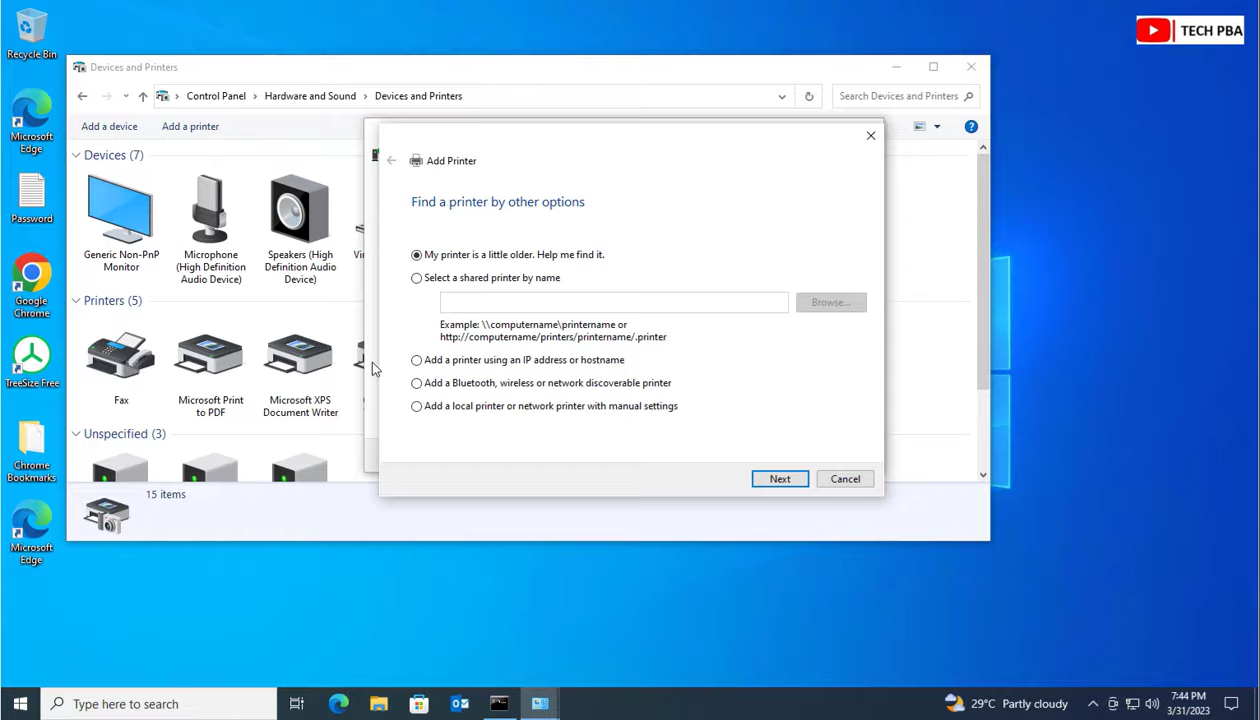 Recycle Bin
Microsoft
Edge
Password
Google
Chrome
TreeSize Free
Chrome
Bookmarks
Microsoft
Edge
TECH PBA
Devices and Printers
Control Panel
Hardware and Sound
Devices and Printers
Search Devices and Printers
Add a device
Add a printer
Devices (7)
Generic Non-PnP
Monitor
Microphone
(High Definition
Audio Device)
Speakers (High
Definition Audio
Device)
Printers (5)
Fax
Microsoft Print
to PDF
Microsoft XPS
Document Writer
Unspecified (3)
15 items
Add Printer
Find a printer by other options
My printer is a little older. Help me find it.
Select a shared printer by name
Browse...
Example: \\computername\printername or
http://computername/printers/printername/.printer
Add a printer using an IP address or hostname
Add a Bluetooth, wireless or network discoverable printer
Add a local printer or network printer with manual settings
Next
Cancel
Type here to search
29°C Partly cloudy
7:44 PM
3/31/2023